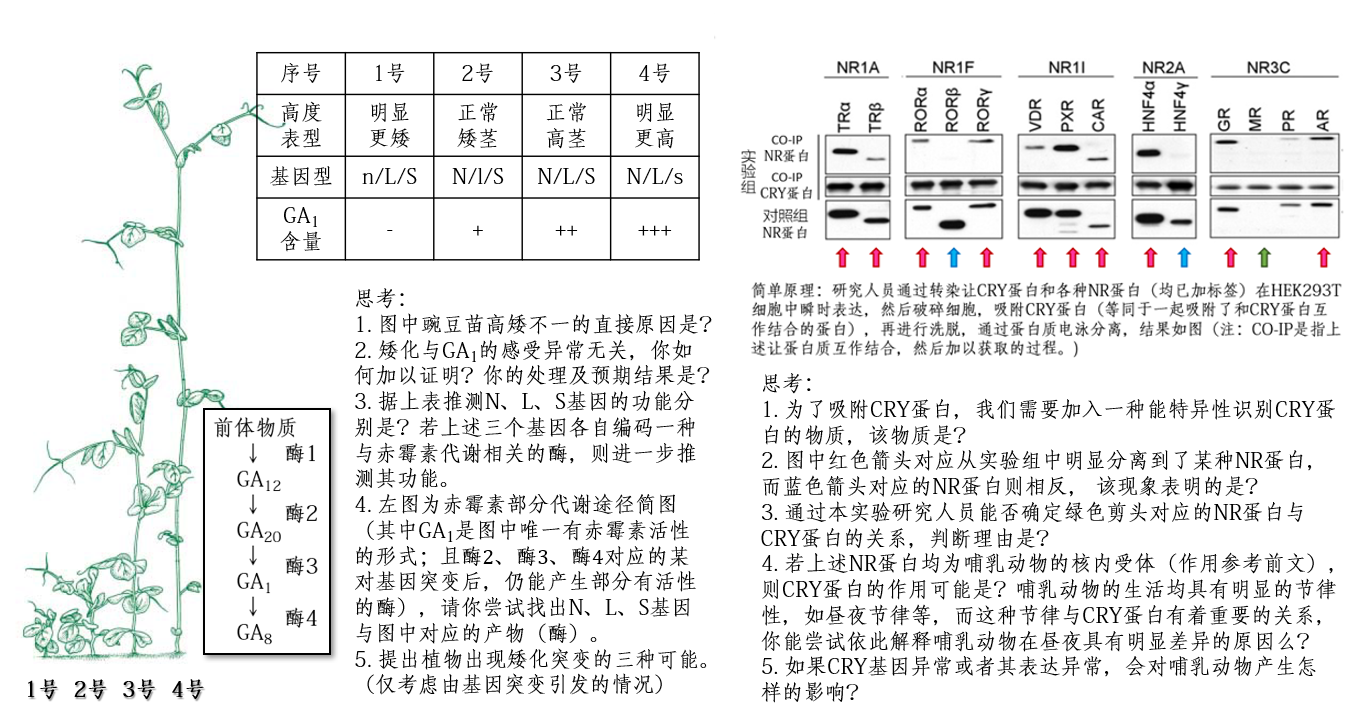 序号 1号 2号 3号 4号
高度表型 明显更矮 正常矮茎 正常高茎 明显更高
基因型 n/L/S N/l/S N/L/S N/L/s
GA₁含量 - + ++ +++
前体物质
↓ 酶1
GA₁₂
↓ 酶2
GA₂₀
↓ 酶3
GA₁
↓ 酶4
GA₈
1号 2号 3号 4号
思考：
1. 图中豌豆苗高矮不一的直接原因是？
2. 矮化与GA₁的感受异常无关，你如
何加以证明？你的处理及预期结果是？
3. 据上表推测N、L、S基因的功能分
别是？若上述三个基因各自编码一种
与赤霉素代谢相关的酶，则进一步推
测其功能。
4. 左图为赤霉素部分代谢途径简图
（其中GA₁是图中唯一有赤霉素活性
的形式；且酶2、酶3、酶4对应的某
对基因突变后，仍能产生部分有活性
的酶），请你尝试找出N、L、S基因
与图中对应的产物（酶）。
5. 提出植物出现矮化突变的三种可能。
（仅考虑由基因突变引发的情况）
NR1A NR1F NR1I NR2A NR3C
TRα TRβ RORα RORβ RORγ VDR PXR CAR HNF4α HNF4γ GR MR PR AR
实验组
CO-IP
NR蛋白
CO-IP
CRY蛋白
对照组
NR蛋白
简单原理：研究人员通过转染让CRY蛋白和各种NR蛋白（均已加标签）在HEK293T
细胞中瞬时表达，然后破碎细胞，吸附CRY蛋白（等同于一起吸附了和CRY蛋白互
作结合的蛋白），再进行洗脱，通过蛋白质电泳分离，结果如图（注：CO-IP是指上
述让蛋白质互作结合，然后加以获取的过程。)
思考：
1. 为了吸附CRY蛋白，我们需要加入一种能特异性识别CRY蛋
白的物质，该物质是？
2. 图中红色箭头对应从实验组中明显分离到了某种NR蛋白，
而蓝色箭头对应的NR蛋白则相反， 该现象表明的是？
3. 通过本实验研究人员能否确定绿色剪头对应的NR蛋白与
CRY蛋白的关系，判断理由是？
4. 若上述NR蛋白均为哺乳动物的核内受体（作用参考前文），
则CRY蛋白的作用可能是？哺乳动物的生活均具有明显的节律
性，如昼夜节律等，而这种节律与CRY蛋白有着重要的关系，
你能尝试依此解释哺乳动物在昼夜具有明显差异的原因么？
5. 如果CRY基因异常或者其表达异常，会对哺乳动物产生怎
样的影响？